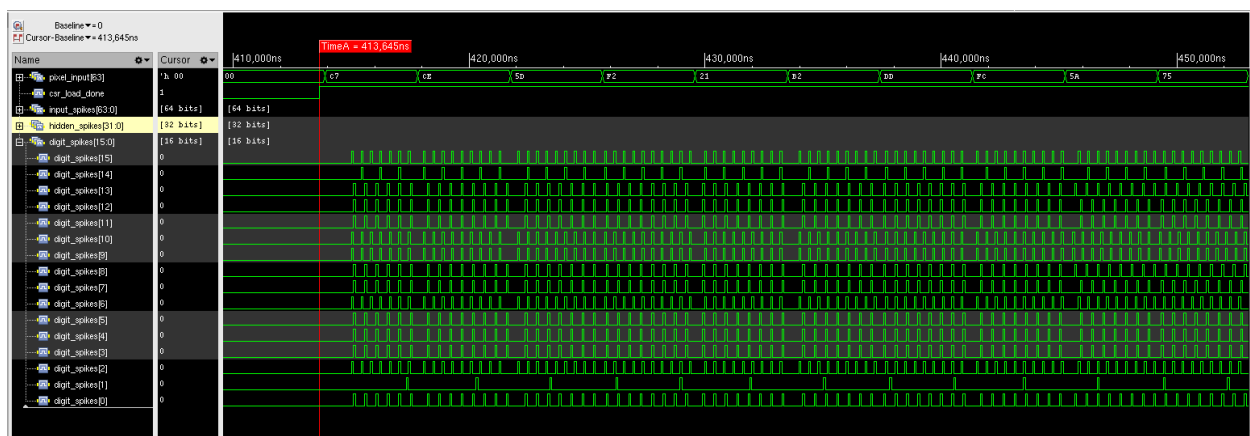 Baseline ▾= 0
Cursor-Baseline ▾= 413,645ns
TimeA = 413,645ns
Name Cursor 410,000ns 420,000ns 430,000ns 440,000ns 450,000ns
pixel_input[63] 'h 00 00 C7 CE 5D F2 21 B2 DD FC 5A 75
csr_load_done 1
input_spikes[63:0] [64 bits] [64 bits]
hidden_spikes[31:0] [32 bits] [32 bits]
digit_spikes[15:0] [16 bits] [16 bits]
digit_spikes[15] 0
digit_spikes[14] 0
digit_spikes[13] 0
digit_spikes[12] 0
digit_spikes[11] 0
digit_spikes[10] 0
digit_spikes[9] 0
digit_spikes[8] 0
digit_spikes[7] 0
digit_spikes[6] 0
digit_spikes[5] 0
digit_spikes[4] 0
digit_spikes[3] 0
digit_spikes[2] 0
digit_spikes[1] 0
digit_spikes[0] 0